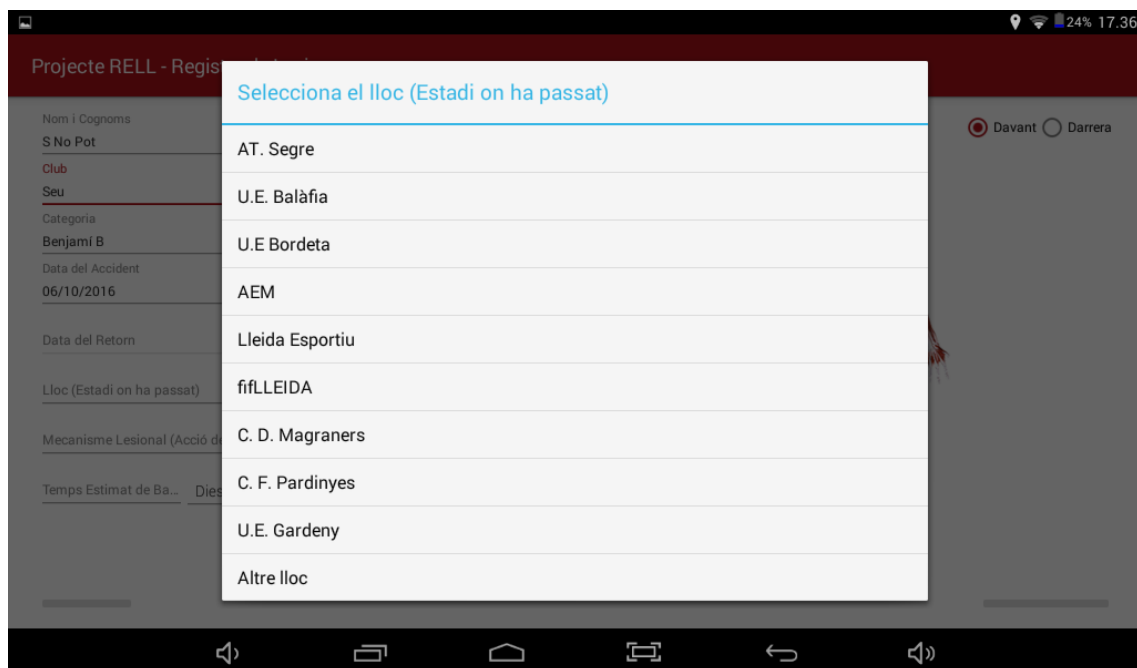 24% 17.36
Projecte RELL - Regis
Selecciona el lloc (Estadi on ha passat)
Nom i Cognoms
S No Pot
Club
Seu
Categoria
Benjamí B
Data del Accident
06/10/2016
Data del Retorn
Lloc (Estadi on ha passat)
Mecanisme Lesional (Acció de
Temps Estimat de Ba... Dies
AT. Segre
U.E. Balàfia
U.E Bordeta
AEM
Lleida Esportiu
fifLLEIDA
C. D. Magraners
C. F. Pardinyes
U.E. Gardeny
Altre lloc
Davant Darrera